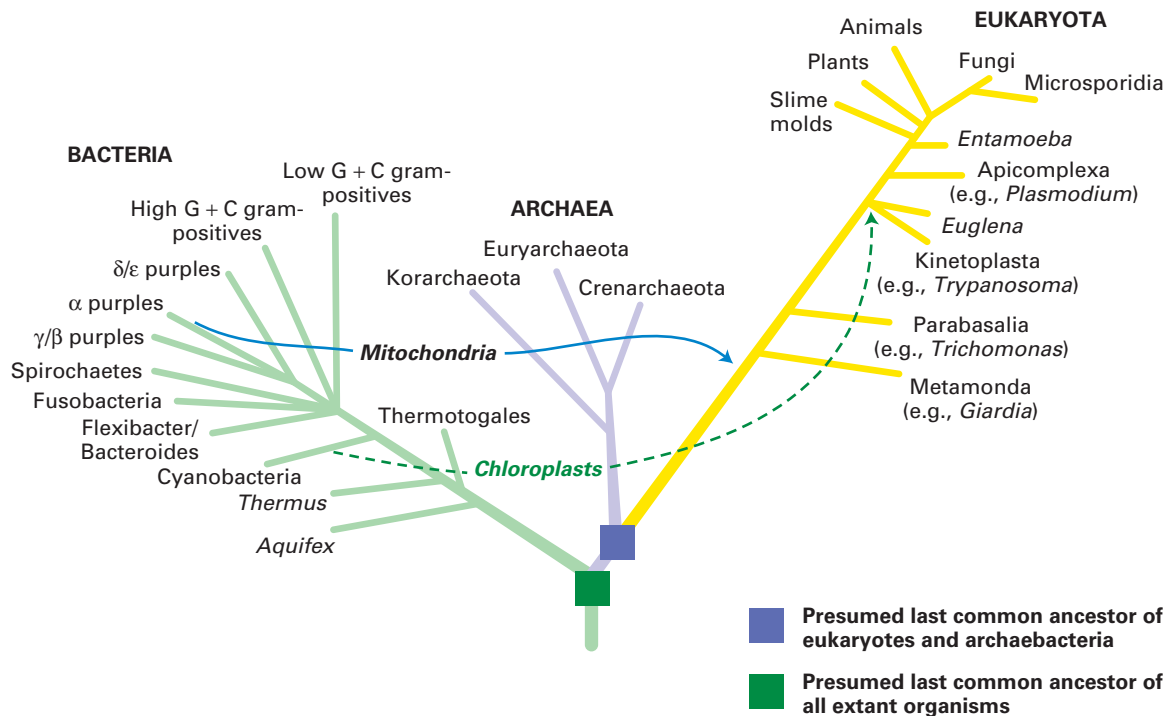 EUKARYOTA
Animals
Plants
Fungi
Microsporidia
Slime
molds
Entamoeba
Apicomplexa
(e.g., Plasmodium)
Euglena
Kinetoplasta
(e.g., Trypanosoma)
Parabasalia
(e.g., Trichomonas)
Metamonda
(e.g., Giardia)
BACTERIA
Low G + C gram-
positives
High G + C gram-
positives
δ/ε purples
α purples
γ/β purples
Spirochaetes
Fusobacteria
Flexibacter/
Bacteroides
Cyanobacteria
Thermotogales
Thermus
Aquifex
ARCHAEA
Euryarchaeota
Korarchaeota
Crenarchaeota
Mitochondria
Chloroplasts
Presumed last common ancestor of
eukaryotes and archaebacteria
Presumed last common ancestor of
all extant organisms